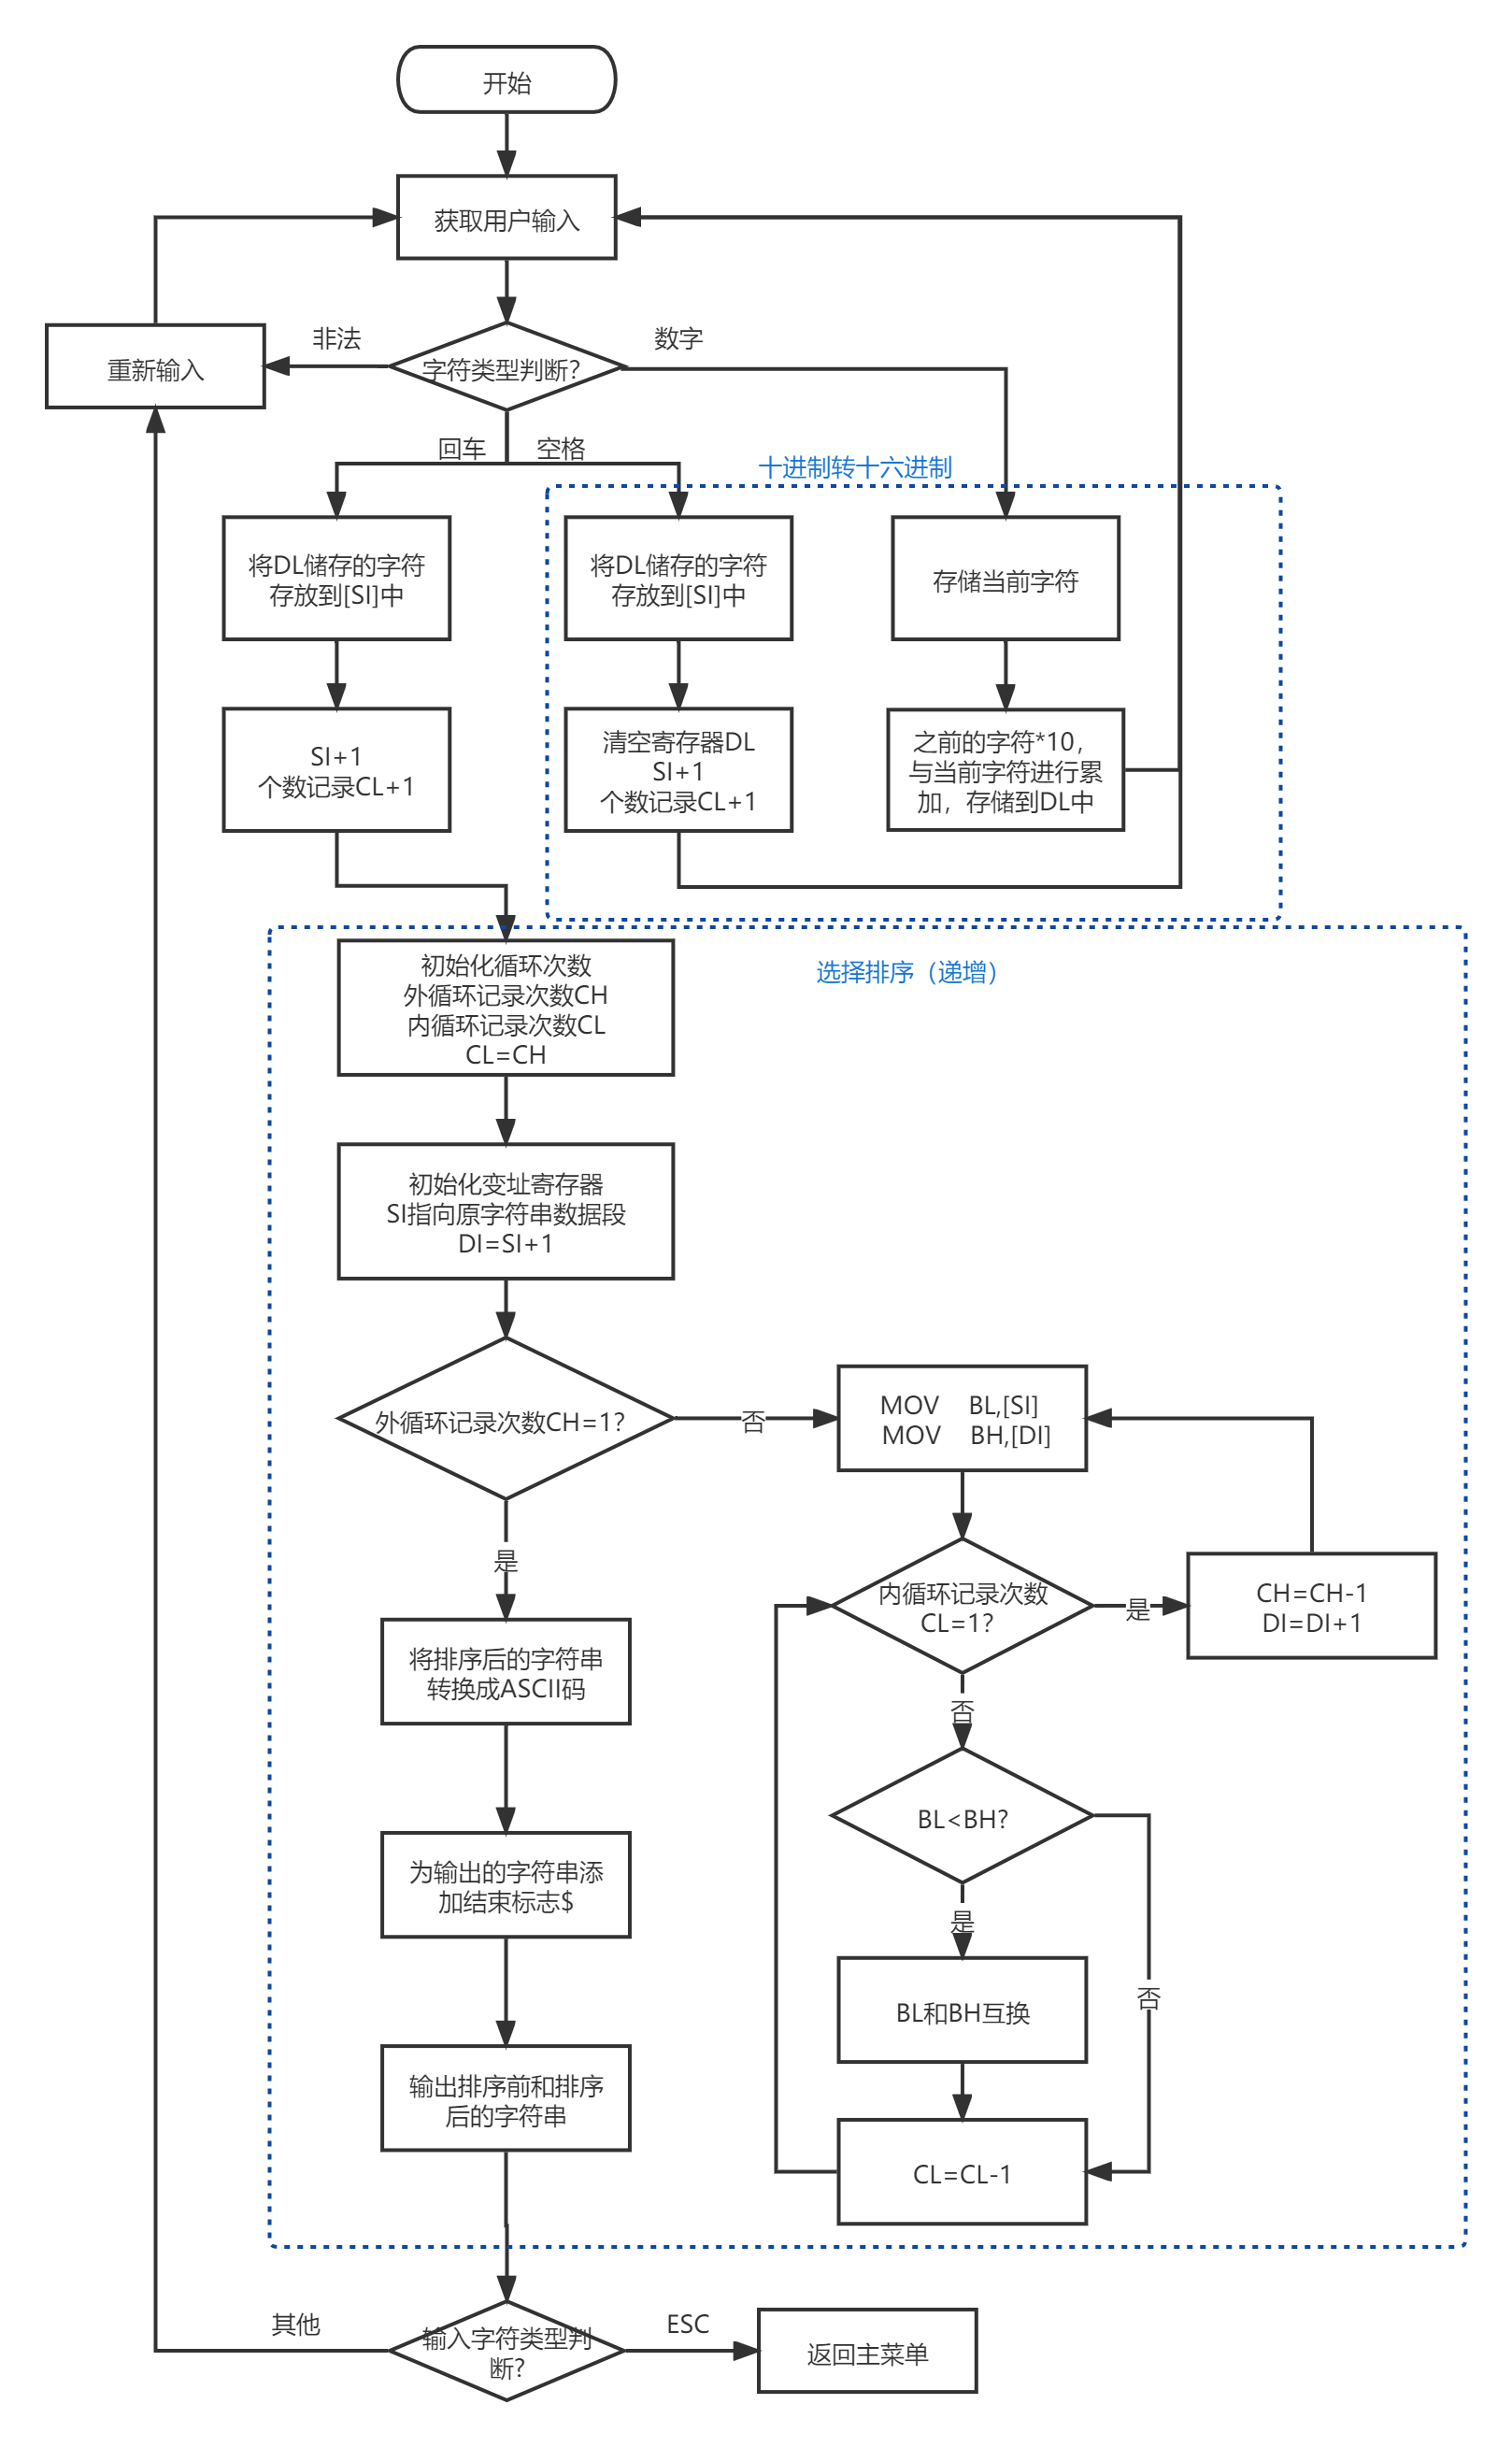 开始
获取用户输入
重新输入
非法
字符类型判断?
数字
回车
空格
十进制转十六进制
将DL储存的字符
存放到[SI]中
将DL储存的字符
存放到[SI]中
存储当前字符
SI+1
个数记录CL+1
清空寄存器DL
SI+1
个数记录CL+1
之前的字符*10，
与当前字符进行累
加，存储到DL中
选择排序（递增）
初始化循环次数
外循环记录次数CH
内循环记录次数CL
CL=CH
初始化变址寄存器
SI指向原字符串数据段
DI=SI+1
外循环记录次数CH=1?
否
MOV BL,[SI]
MOV BH,[DI]
是
内循环记录次数
CL=1?
是
CH=CH-1
DI=DI+1
将排序后的字符串
转换成ASCII码
否
BL<BH?
为输出的字符串添
加结束标志$
是
否
BL和BH互换
输出排序前和排序
后的字符串
CL=CL-1
其他
输入字符类型判
断?
ESC
返回主菜单